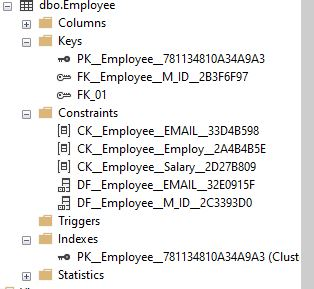 dbo.Employee
Columns
Keys
PK__Employee__781134810A34A9A3
FK__Employee__M_ID__2B3F6F97
FK_01
Constraints
CK__Employee__EMAIL__33D4B598
CK__Employee__Employ__2A4B4B5E
CK__Employee__Salary__2D27B809
DF__Employee__EMAIL__32E0915F
DF__Employee__M_ID__2C3393D0
Triggers
Indexes
PK__Employee__781134810A34A9A3 (Clust
Statistics